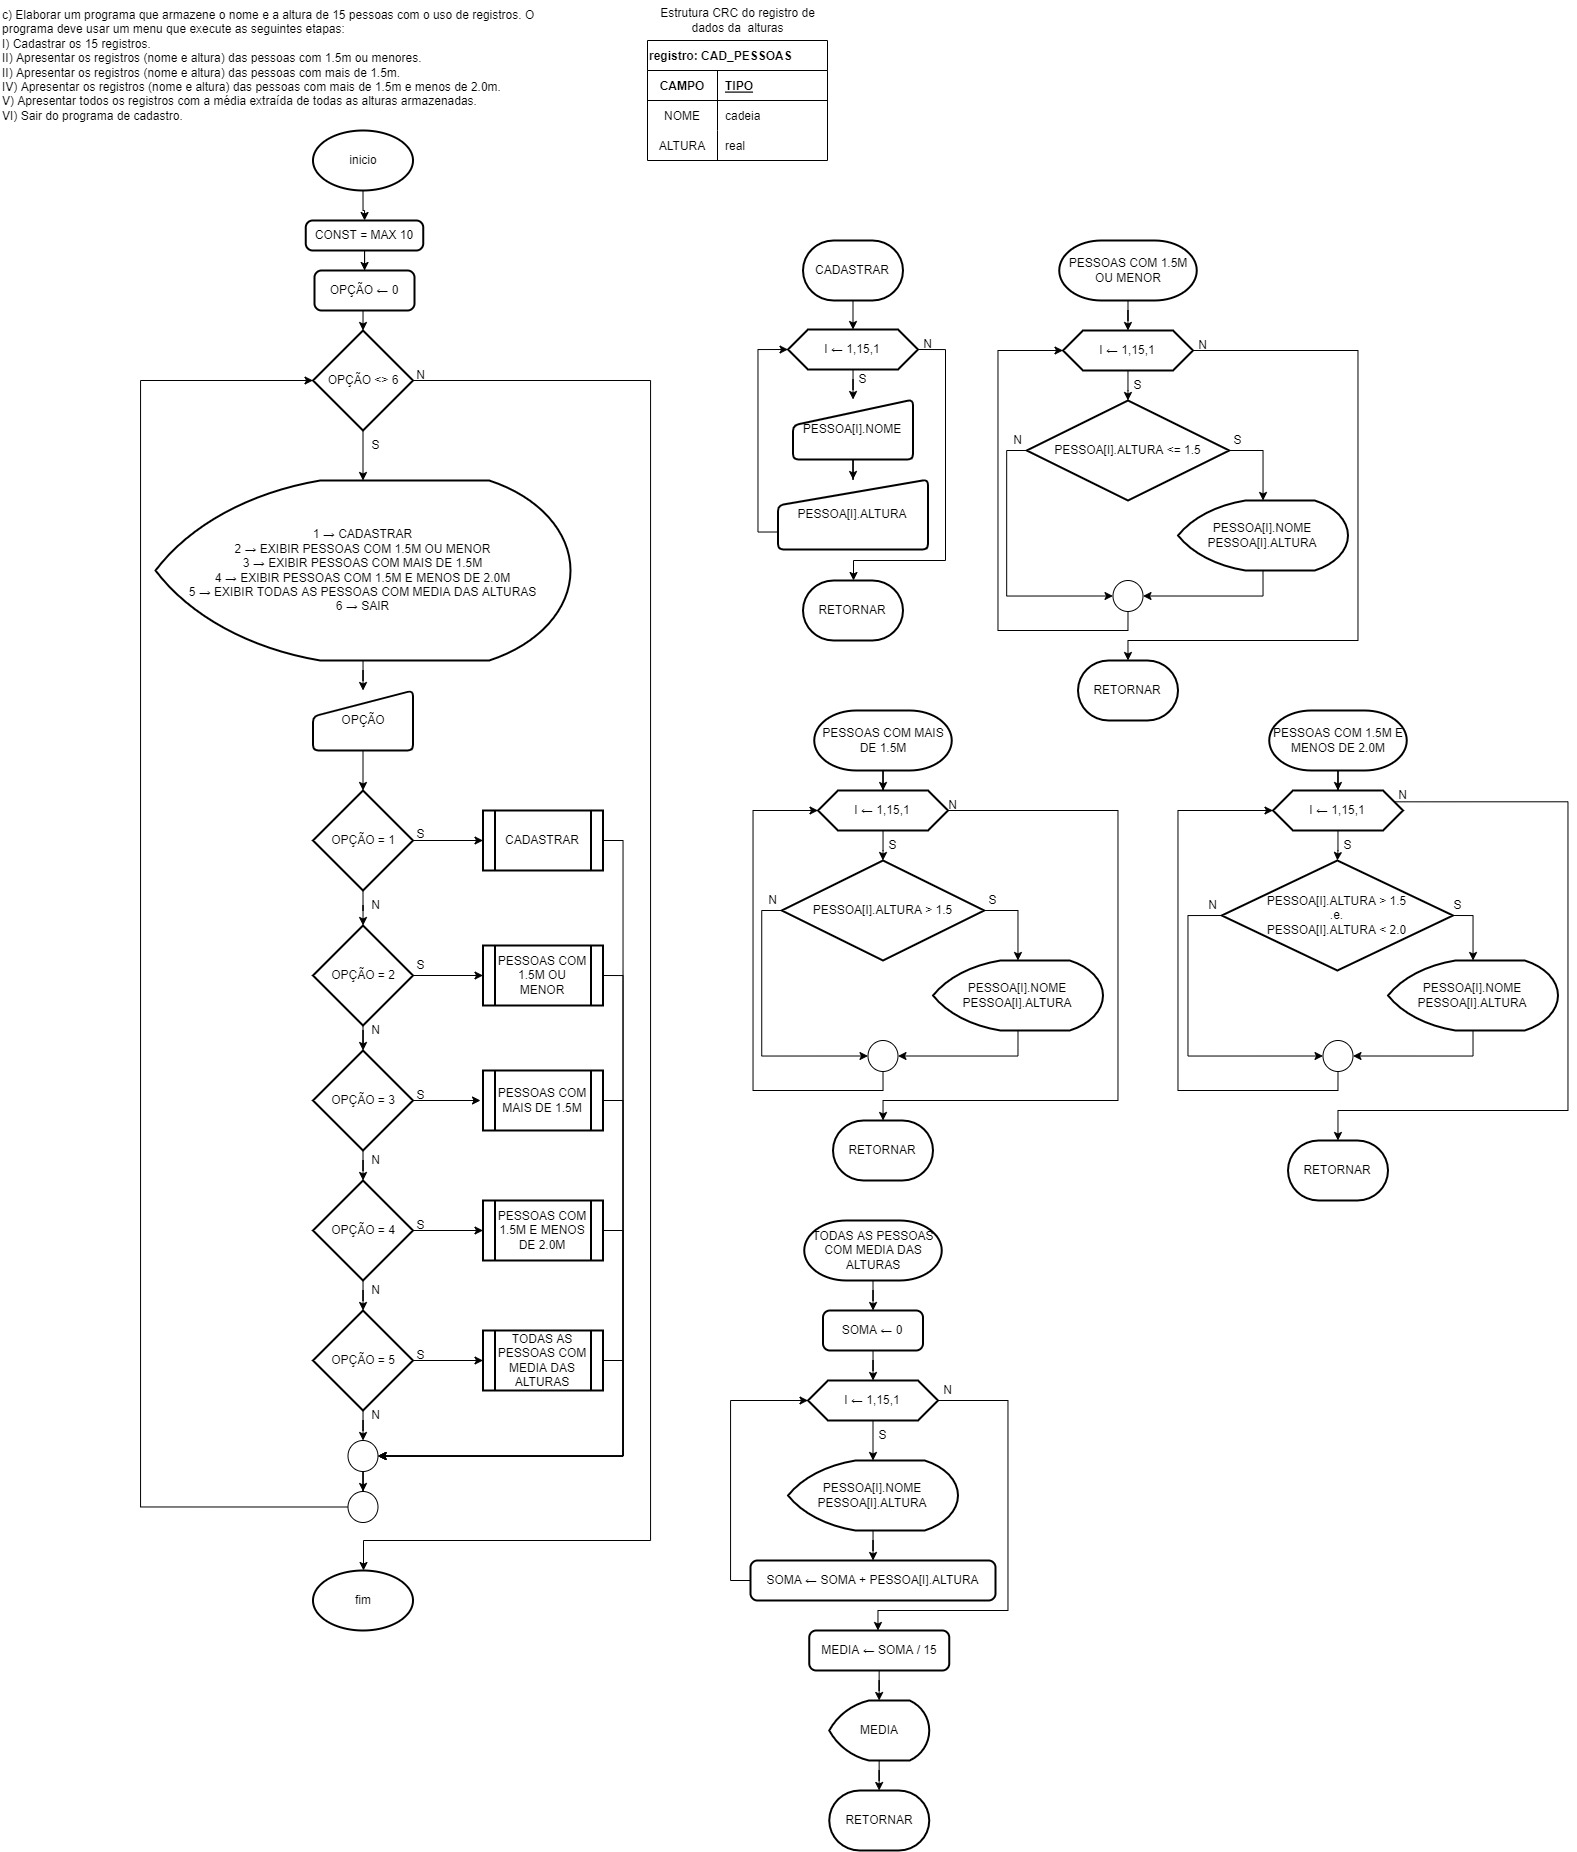 c) Elaborar um programa que armazene o nome e a altura de 15 pessoas com o uso de registros. O
programa deve usar um menu que execute as seguintes etapas:
I) Cadastrar os 15 registros.
II) Apresentar os registros (nome e altura) das pessoas com 1.5m ou menores.
II) Apresentar os registros (nome e altura) das pessoas com mais de 1.5m.
IV) Apresentar os registros (nome e altura) das pessoas com mais de 1.5m e menos de 2.0m.
V) Apresentar todos os registros com a média extraída de todas as alturas armazenadas.
VI) Sair do programa de cadastro.
Estrutura CRC do registro de
dados da alturas
registro: CAD_PESSOAS
CAMPO TIPO
NOME cadeia
ALTURA real
inicio
CONST = MAX 10
OPÇÃO ← 0
OPÇÃO <> 6
N
S
1 → CADASTRAR
2 → EXIBIR PESSOAS COM 1.5M OU MENOR
3 → EXIBIR PESSOAS COM MAIS DE 1.5M
4 → EXIBIR PESSOAS COM 1.5M E MENOS DE 2.0M
5 → EXIBIR TODAS AS PESSOAS COM MEDIA DAS ALTURAS
6 → SAIR
OPÇÃO
OPÇÃO = 1
S
CADASTRAR
N
OPÇÃO = 2
S
PESSOAS COM
1.5M OU
MENOR
N
OPÇÃO = 3
S
PESSOAS COM
MAIS DE 1.5M
N
OPÇÃO = 4
S
PESSOAS COM
1.5M E MENOS
DE 2.0M
N
OPÇÃO = 5
S
TODAS AS
PESSOAS COM
MEDIA DAS
ALTURAS
N
fim
CADASTRAR
I ← 1,15,1
N
S
PESSOA[I].NOME
PESSOA[I].ALTURA
RETORNAR
PESSOAS COM 1.5M
OU MENOR
I ← 1,15,1
N
S
PESSOA[I].ALTURA <= 1.5
N
S
PESSOA[I].NOME
PESSOA[I].ALTURA
RETORNAR
PESSOAS COM MAIS
DE 1.5M
I ← 1,15,1
N
S
PESSOA[I].ALTURA > 1.5
N
S
PESSOA[I].NOME
PESSOA[I].ALTURA
RETORNAR
PESSOAS COM 1.5M E
MENOS DE 2.0M
I ← 1,15,1
N
S
PESSOA[I].ALTURA > 1.5
.e.
PESSOA[I].ALTURA < 2.0
N
S
PESSOA[I].NOME
PESSOA[I].ALTURA
RETORNAR
TODAS AS PESSOAS
COM MEDIA DAS
ALTURAS
SOMA ← 0
I ← 1,15,1
N
S
PESSOA[I].NOME
PESSOA[I].ALTURA
SOMA ← SOMA + PESSOA[I].ALTURA
MEDIA ← SOMA / 15
MEDIA
RETORNAR